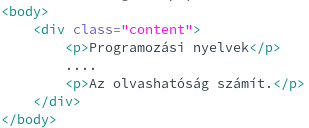 <body>
<div class="content">
<p>Programozási nyelvek</p>
....
<p>Az olvashatóság számít.</p>
</div>
</body>